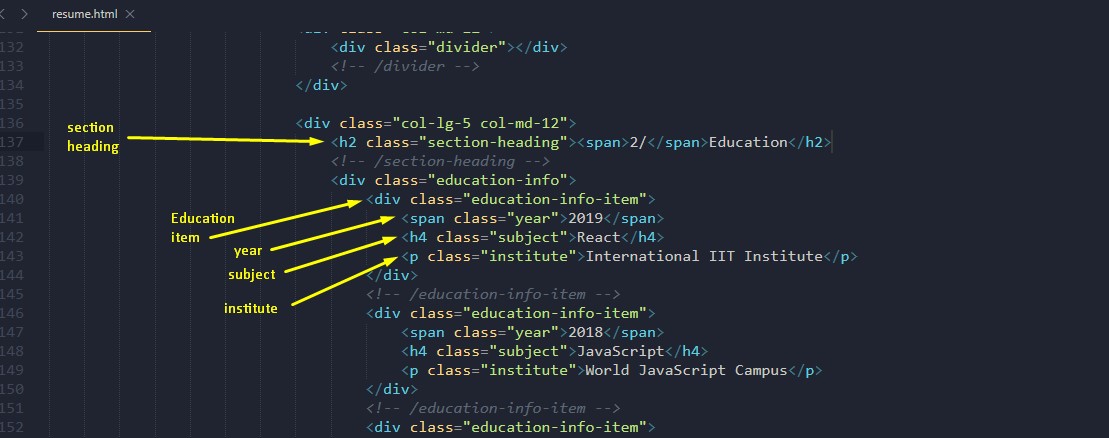 resume.html
132 <div class="divider"></div>
133 <!-- /divider -->
134 </div>
135
136 <div class="col-lg-5 col-md-12">
137 <h2 class="section-heading"><span>2/</span>Education</h2>
138 <!-- /section-heading -->
139 <div class="education-info">
140 <div class="education-info-item">
141 <span class="year">2019</span>
142 <h4 class="subject">React</h4>
143 <p class="institute">International IIT Institute</p>
144 </div>
145 <!-- /education-info-item -->
146 <div class="education-info-item">
147 <span class="year">2018</span>
148 <h4 class="subject">JavaScript</h4>
149 <p class="institute">World JavaScript Campus</p>
150 </div>
151 <!-- /education-info-item -->
152 <div class="education-info-item">
section
heading
Education
item
year
subject
institute